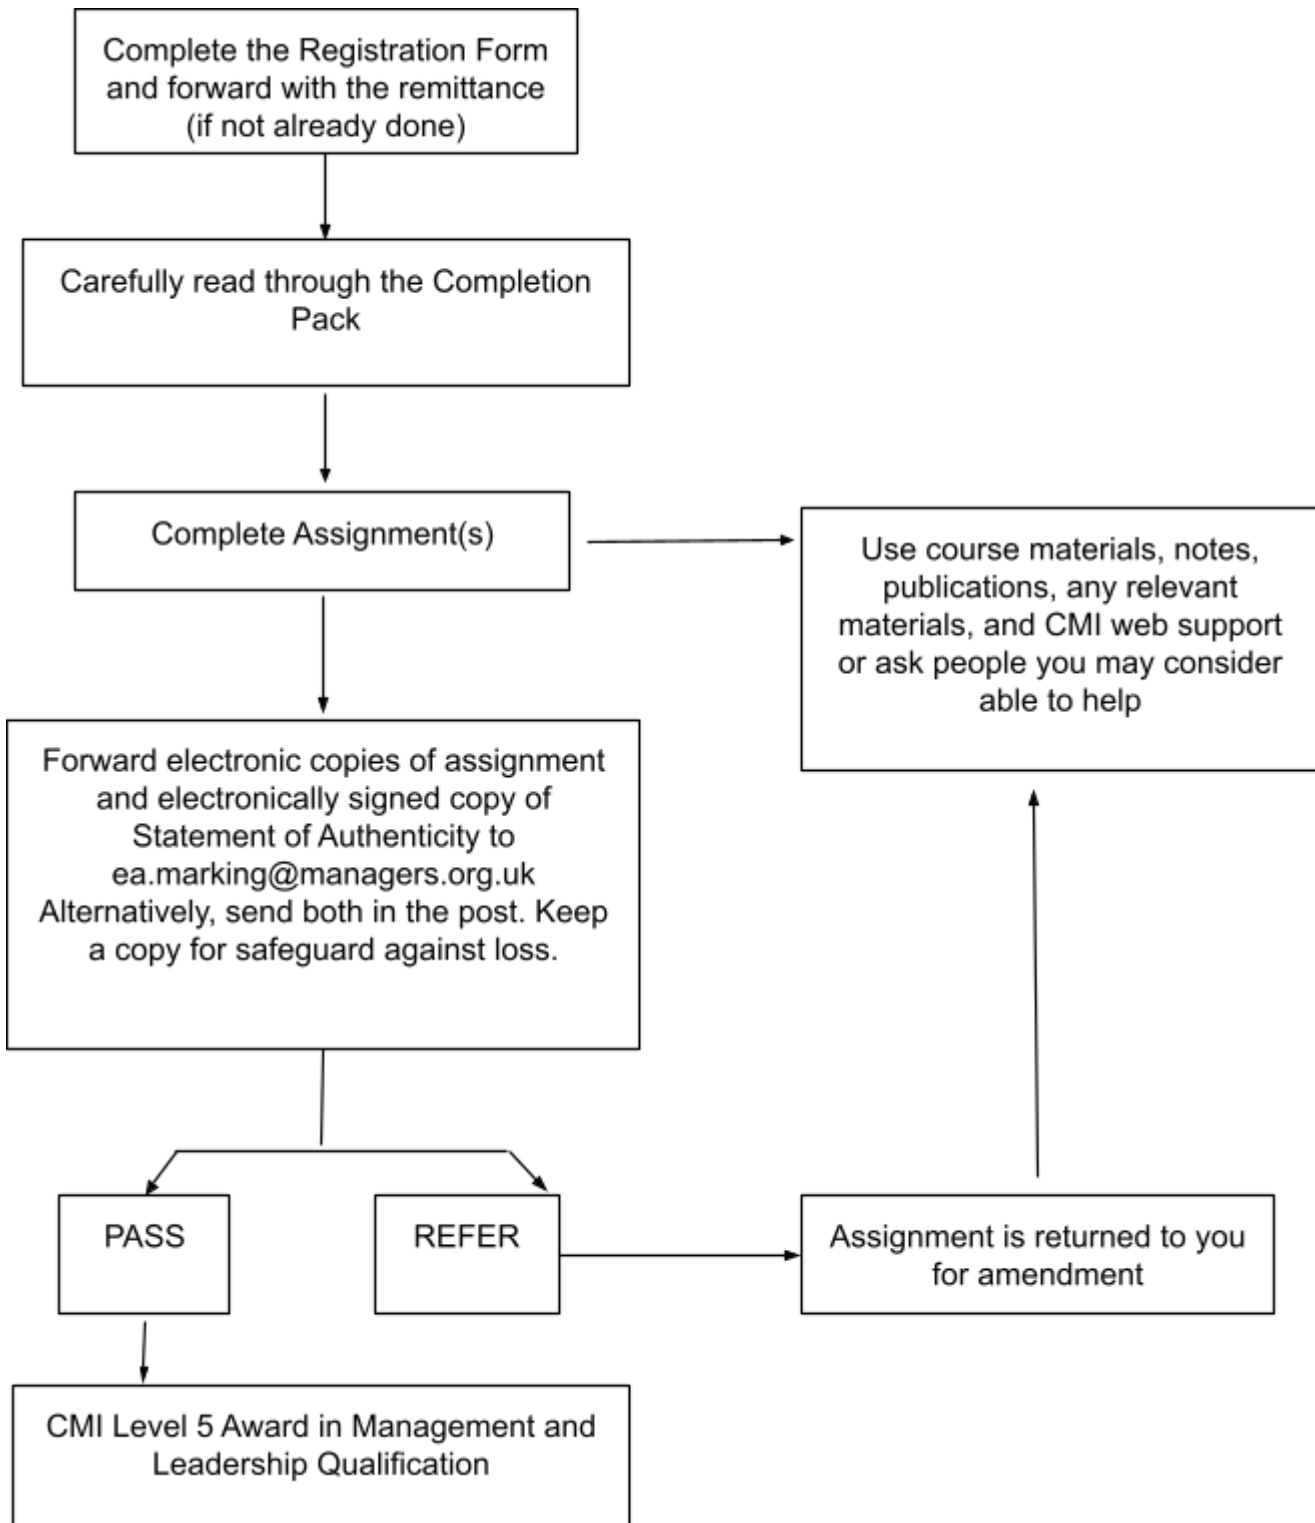 Complete the Registration Form
and forward with the remittance
(if not already done)
Carefully read through the Completion
Pack
Complete Assignment(s)
Use course materials, notes,
publications, any relevant
materials, and CMI web support
or ask people you may consider
able to help
Forward electronic copies of assignment
and electronically signed copy of
Statement of Authenticity to
ea.marking@managers.org.uk
Alternatively, send both in the post. Keep
a copy for safeguard against loss.
PASS
REFER
Assignment is returned to you
for amendment
CMI Level 5 Award in Management and
Leadership Qualification